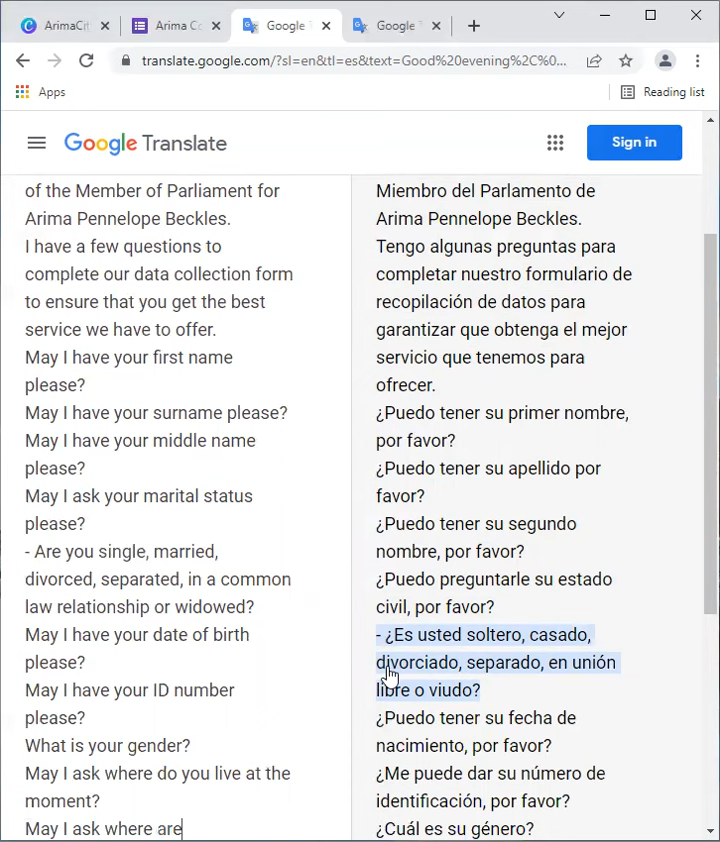 ArimaCit
Arima Co
Google T
Google T
translate.google.com/?sl=en&tl=es&text=Good%20evening%2C%0...
Apps
Reading list
Google Translate
Sign in
of the Member of Parliament for
Arima Pennelope Beckles.
I have a few questions to
complete our data collection form
to ensure that you get the best
service we have to offer.
May I have your first name
please?
May I have your surname please?
May I have your middle name
please?
May I ask your marital status
please?
- Are you single, married,
divorced, separated, in a common
law relationship or widowed?
May I have your date of birth
please?
May I have your ID number
please?
What is your gender?
May I ask where do you live at the
moment?
May I ask where are
Miembro del Parlamento de
Arima Pennelope Beckles.
Tengo algunas preguntas para
completar nuestro formulario de
recopilación de datos para
garantizar que obtenga el mejor
servicio que tenemos para
ofrecer.
¿Puedo tener su primer nombre,
por favor?
¿Puedo tener su apellido por
favor?
¿Puedo tener su segundo
nombre, por favor?
¿Puedo preguntarle su estado
civil, por favor?
- ¿Es usted soltero, casado,
divorciado, separado, en unión
libre o viudo?
¿Puedo tener su fecha de
nacimiento, por favor?
¿Me puede dar su número de
identificación, por favor?
¿Cuál es su género?